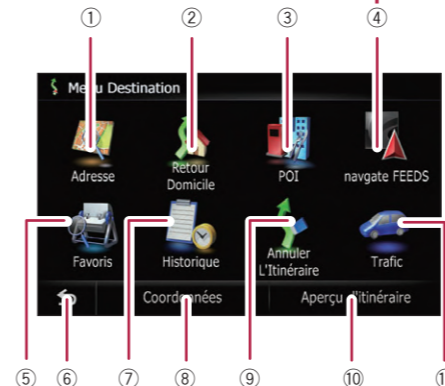 ① ② ③ ④
Menu Destination
Adresse Retour Domicile POI navgate FEEDS
Favoris Historique Annuler L'Itinéraire Trafic
Coordonnées Aperçu d'itinéraire
⑤ ⑥ ⑦ ⑧ ⑨ ⑩